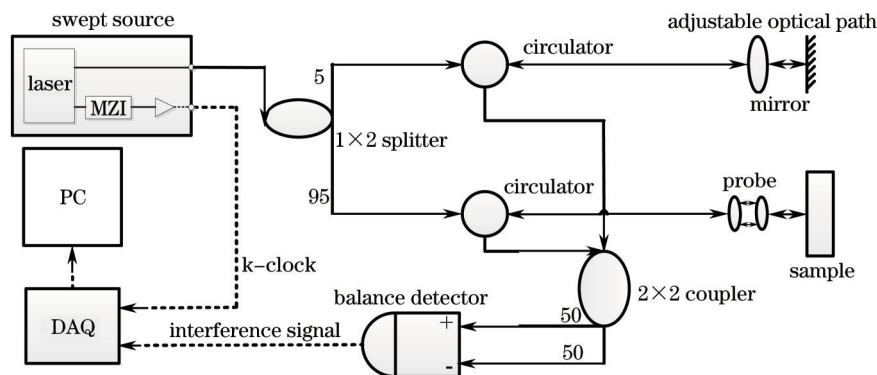 swept source
laser
MZI
5
1×2 splitter
95
circulator
adjustable optical path
mirror
circulator
probe
sample
PC
k-clock
2×2 coupler
balance detector
50
50
+
-
DAQ
interference signal